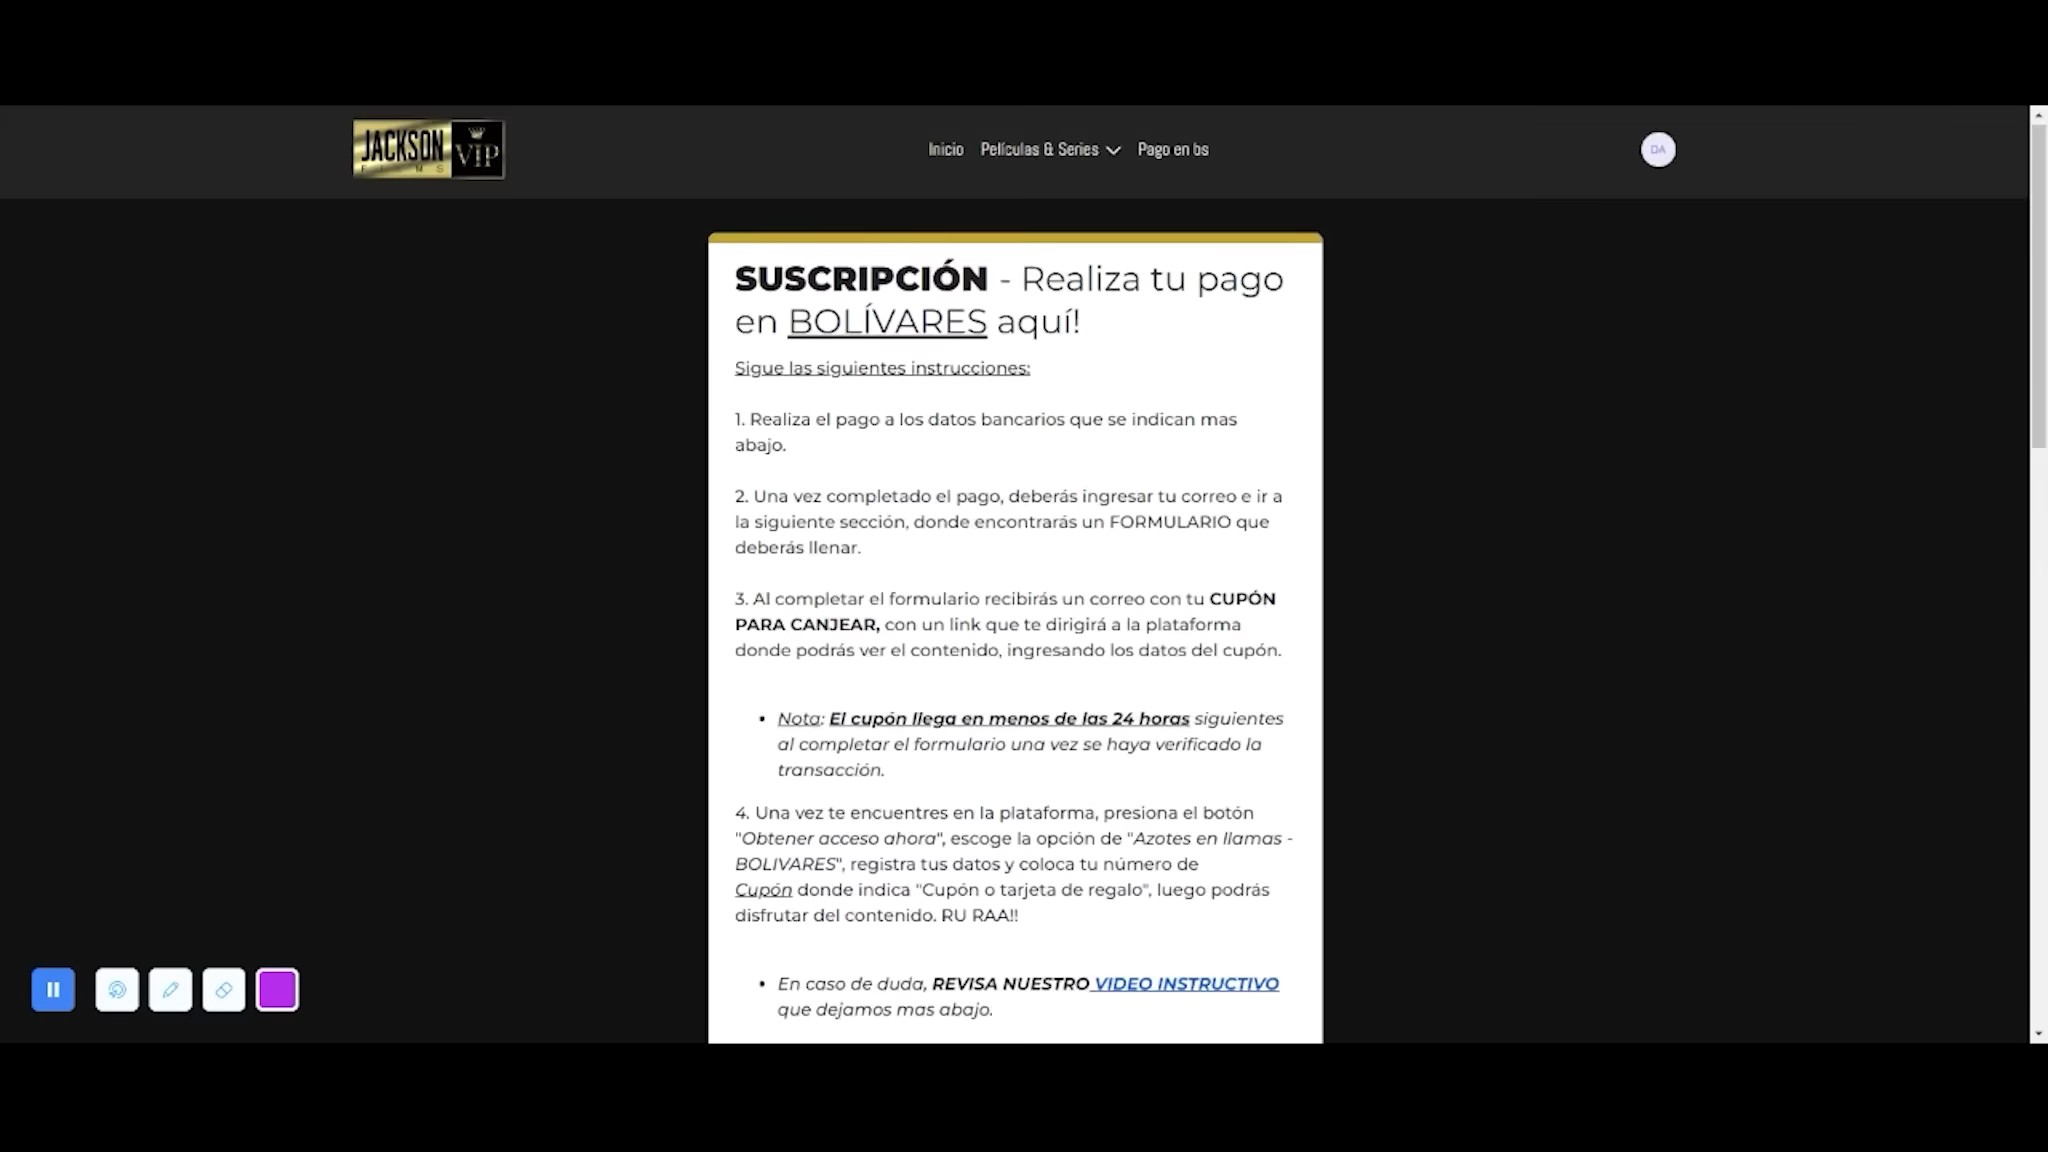 JACKSON
VIP
FILMS
Inicio Películas & Series Pago en bs
DA
SUSCRIPCIÓN - Realiza tu pago
en BOLÍVARES aquí!
Sigue las siguientes instrucciones:
1. Realiza el pago a los datos bancarios que se indican mas
abajo.
2. Una vez completado el pago, deberás ingresar tu correo e ir a
la siguiente sección, donde encontrarás un FORMULARIO que
deberás llenar.
3. Al completar el formulario recibirás un correo con tu CUPÓN
PARA CANJEAR, con un link que te dirigirá a la plataforma
donde podrás ver el contenido, ingresando los datos del cupón.
▪ Nota: El cupón llega en menos de las 24 horas siguientes
al completar el formulario una vez se haya verificado la
transacción.
4. Una vez te encuentres en la plataforma, presiona el botón
"Obtener acceso ahora", escoge la opción de "Azotes en llamas -
BOLIVARES", registra tus datos y coloca tu número de
Cupón donde indica "Cupón o tarjeta de regalo", luego podrás
disfrutar del contenido. RU RAA!!
▪ En caso de duda, REVISA NUESTRO VIDEO INSTRUCTIVO
que dejamos mas abajo.